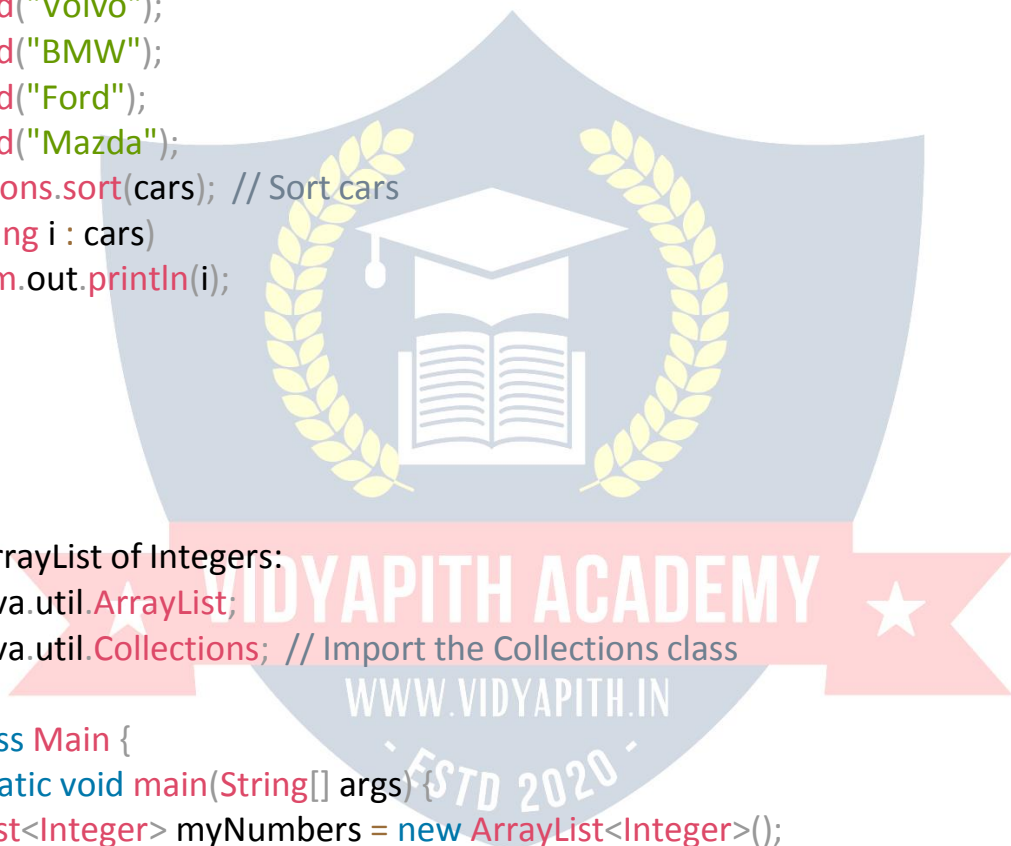 d("Volvo");
d("BMW");
d("Ford");
d("Mazda");
ons.sort(cars); // Sort cars
ng i : cars)
m.out.println(i);
rrayList of Integers:
VIDYAPITH ACADEMY
va.util.ArrayList;
va.util.Collections; // Import the Collections class
WWW.VIDYAPITH.IN
ss Main {
atic void main(String[] args) {
ESTD 2020
st<Integer> myNumbers = new ArrayList<Integer>();